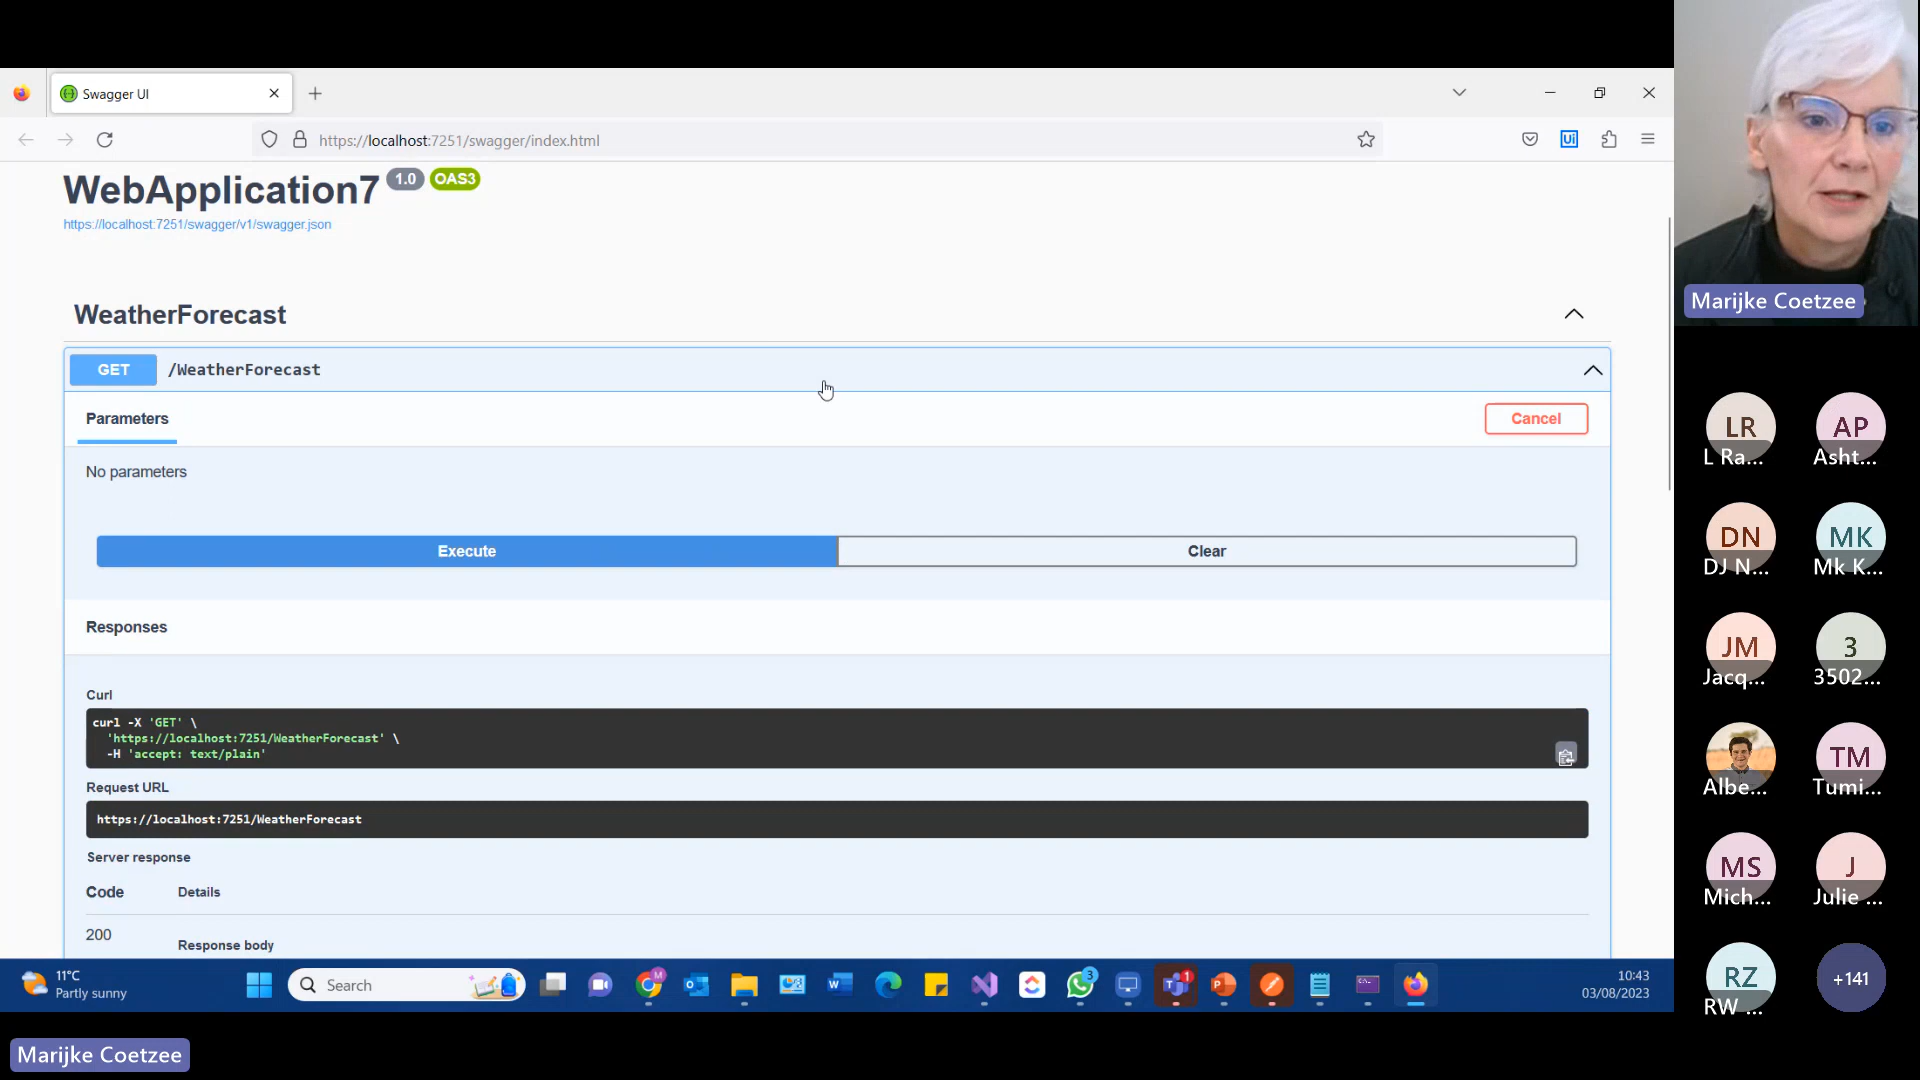 Swagger UI
https://localhost:7251/swagger/index.html
Ui
WebApplication7 1.0 OAS3
https://localhost:7251/swagger/v1/swagger.json
WeatherForecast
GET /WeatherForecast
Parameters
Cancel
No parameters
Execute
Clear
Responses
Curl
curl -X 'GET' \
'https://localhost:7251/WeatherForecast' \
-H 'accept: text/plain'
Request URL
https://localhost:7251/WeatherForecast
Server response
Code Details
200
Response body
11°C
Partly sunny
Search
M
3
1
10:43
03/08/2023
Marijke Coetzee
Marijke Coetzee
LR
L Ra...
AP
Asht...
DN
DJ N...
MK
Mk K...
JM
Jacq...
3
3502...
Albe...
TM
Tumi...
MS
Mich...
J
Julie ...
RZ
RW ...
+141